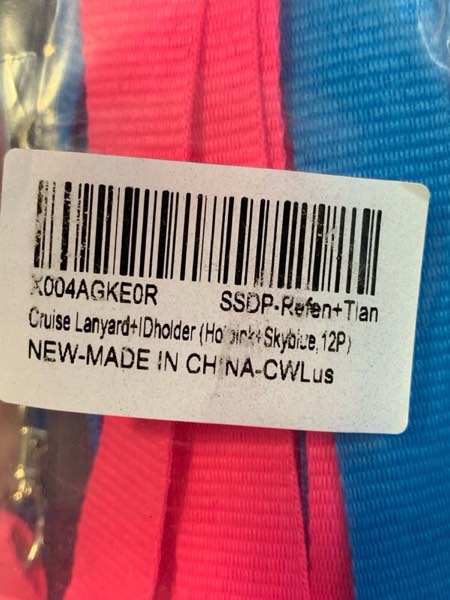 X004AGKE0R SSDP-Refen+Tian
Cruise Lanyard+IDholder (Hotpink+Skyblue,12P)
NEW-MADE IN CHINA-CWLus